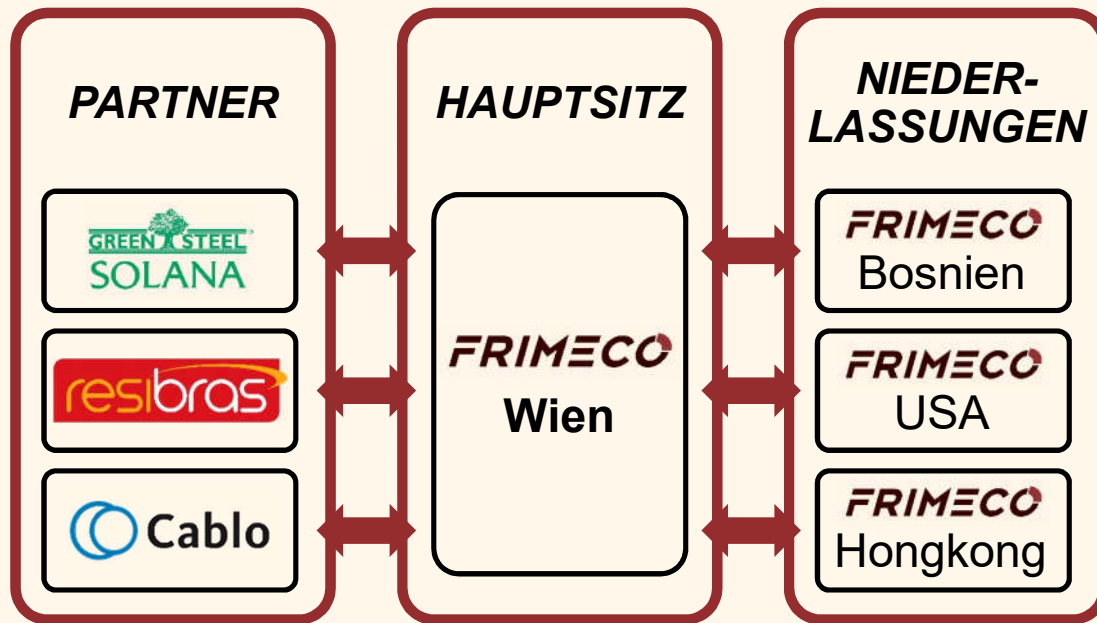 PARTNER
GREEN STEEL
SOLANA
resibras
Cablo
HAUPTSITZ
FRIMECO
Wien
NIEDER-
LASSUNGEN
FRIMECO
Bosnien
FRIMECO
USA
FRIMECO
Hongkong